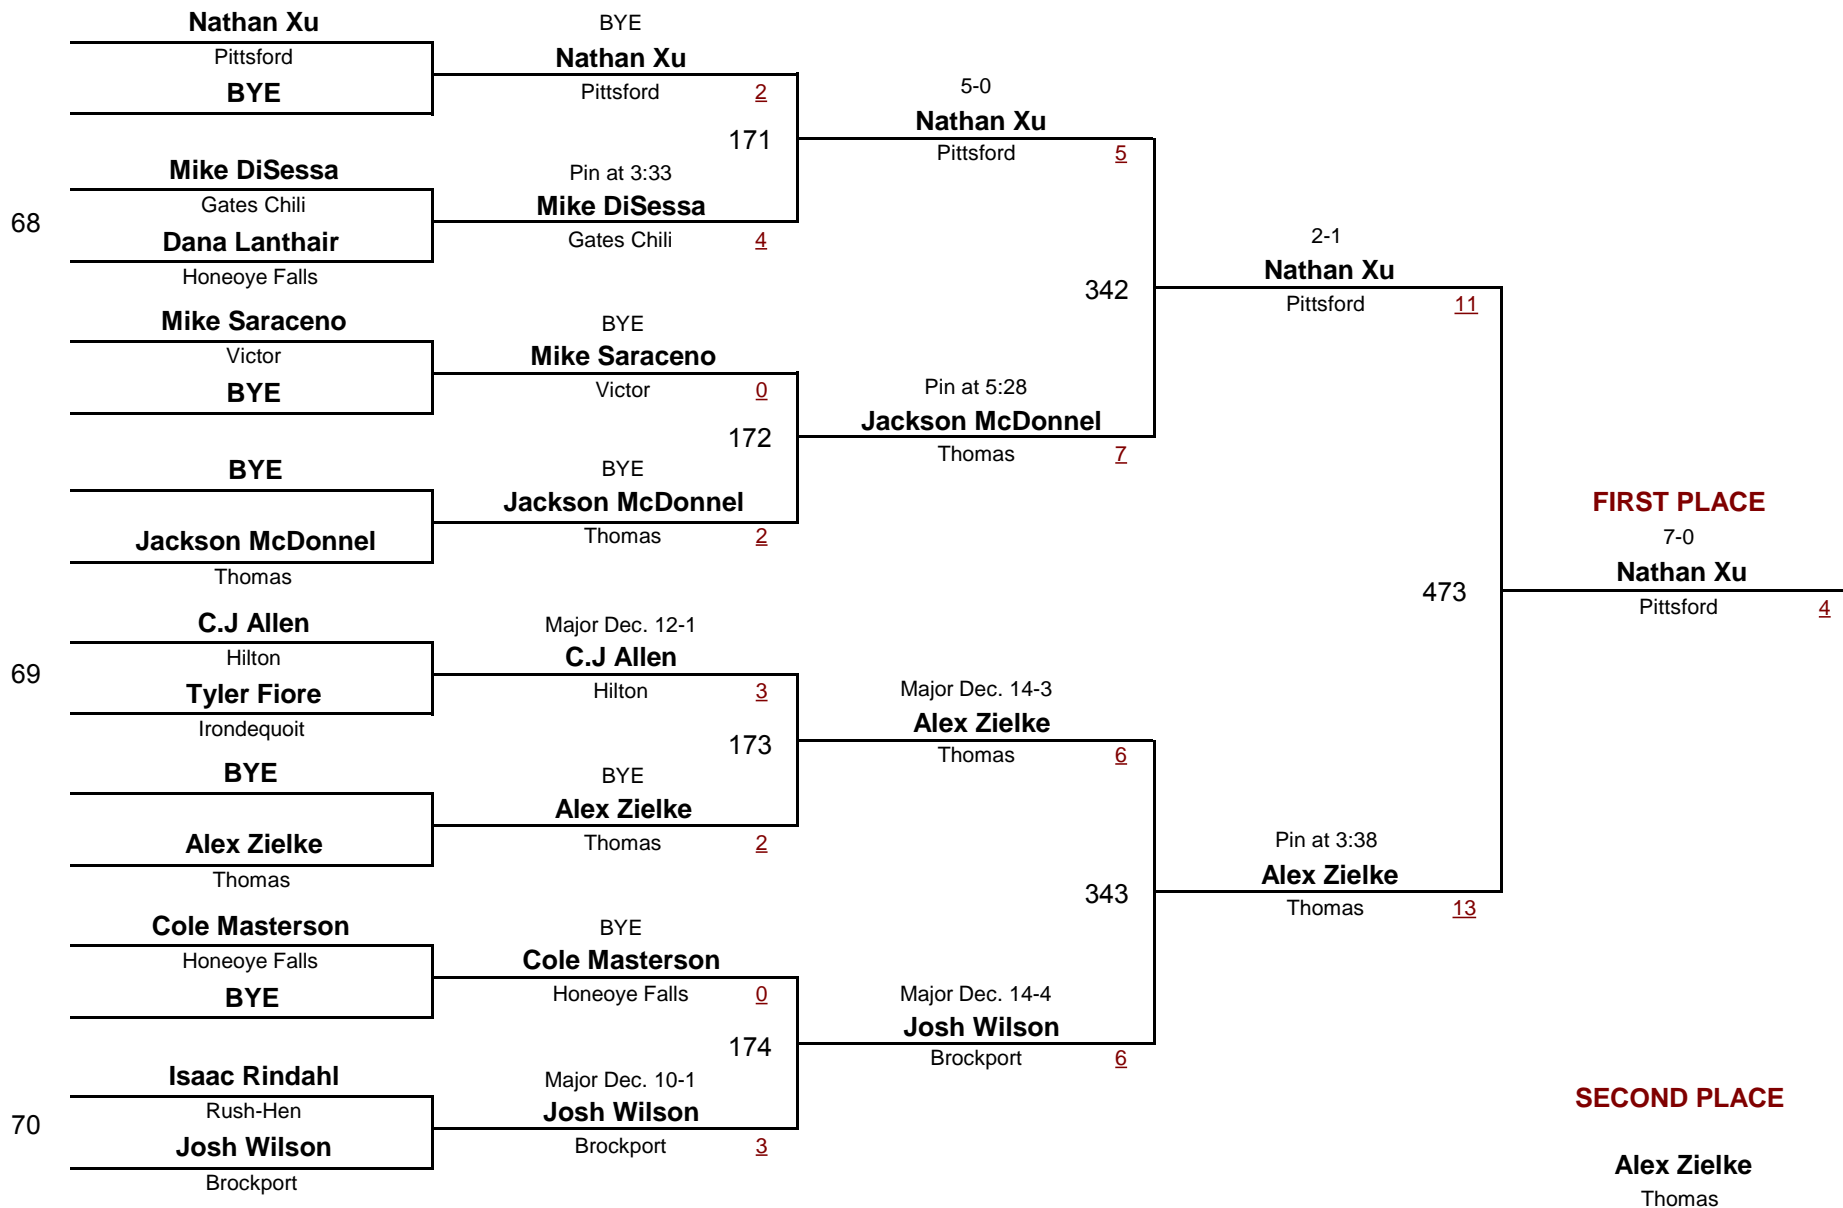 Nathan Xu
Pittsford
BYE
68
Mike DiSessa
Gates Chili
Dana Lanthair
Honeoye Falls
Mike Saraceno
Victor
BYE
BYE
Jackson McDonnel
Thomas
69
C.J Allen
Hilton
Tyler Fiore
Irondequoit
BYE
Alex Zielke
Thomas
Cole Masterson
Honeoye Falls
BYE
70
Isaac Rindahl
Rush-Hen
Josh Wilson
Brockport
BYE
Nathan Xu
Pittsford 2
171
Pin at 3:33
Mike DiSessa
Gates Chili 4
BYE
Mike Saraceno
Victor 0
172
BYE
Jackson McDonnel
Thomas 2
Major Dec. 12-1
C.J Allen
Hilton 3
173
BYE
Alex Zielke
Thomas 2
BYE
Cole Masterson
Honeoye Falls 0
174
Major Dec. 10-1
Josh Wilson
Brockport 3
5-0
Nathan Xu
Pittsford 5
342
Pin at 5:28
Jackson McDonnel
Thomas 7
Major Dec. 14-3
Alex Zielke
Thomas 6
343
Major Dec. 14-4
Josh Wilson
Brockport 6
2-1
Nathan Xu
Pittsford 11
473
Pin at 3:38
Alex Zielke
Thomas 13
FIRST PLACE
7-0
Nathan Xu
Pittsford 4
SECOND PLACE
Alex Zielke
Thomas